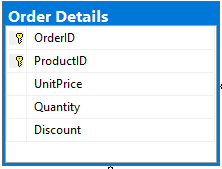 Order Details
OrderID
ProductID
UnitPrice
Quantity
Discount